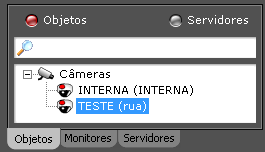 Objetos Servidores
Câmeras
INTERNA (INTERNA)
TESTE (rua)
Objetos Monitores Servidores